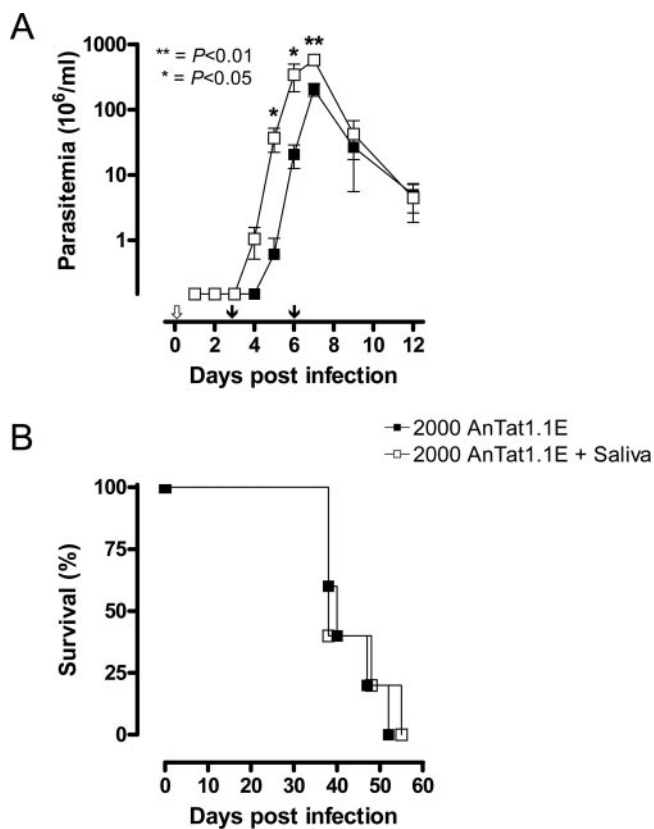 A
** = P<0.01
* = P<0.05
*
*
**
Parasitemia (10⁶/ml)
1000
100
10
1
0 2 4 6 8 10 12
Days post infection
2000 AnTat1.1E
2000 AnTat1.1E + Saliva
B
Survival (%)
100
75
50
25
0
0 10 20 30 40 50 60
Days post infection